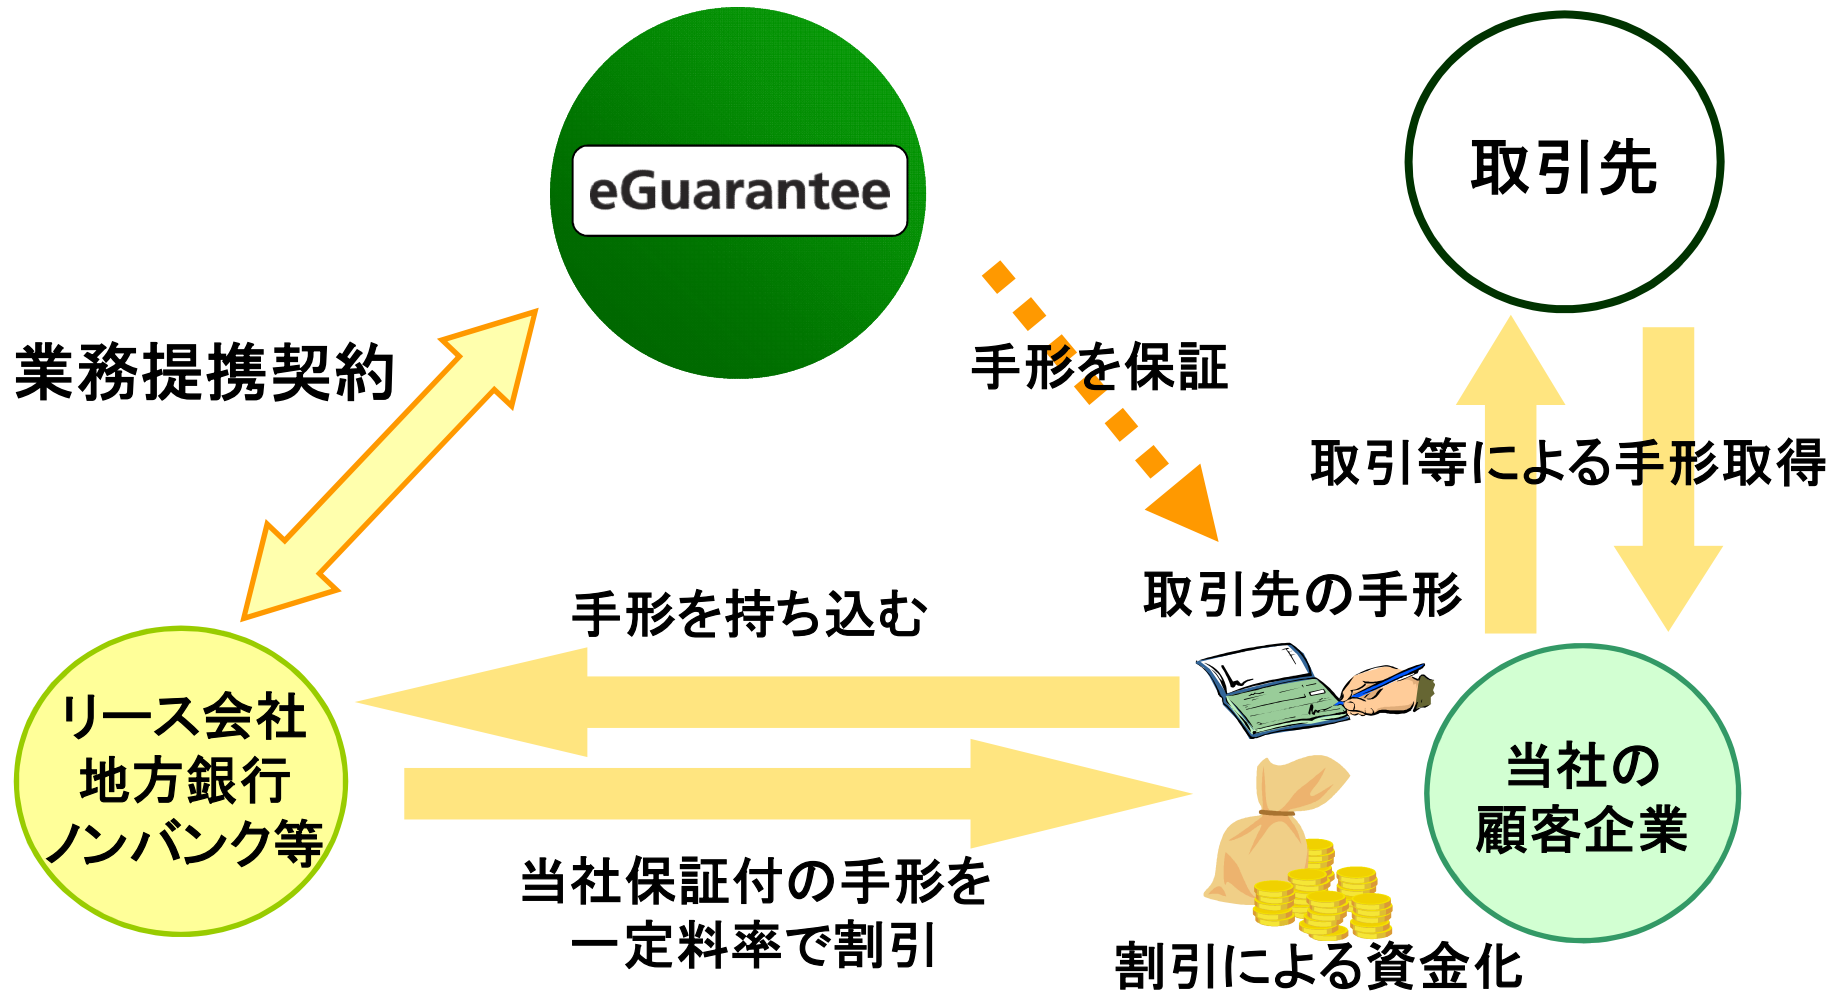 eGuarantee
取引先
業務提携契約
手形を保証
取引等による手形取得
取引先の手形
手形を持ち込む
リース会社
地方銀行
ノンバンク等
当社の
顧客企業
当社保証付の手形を
一定料率で割引
割引による資金化